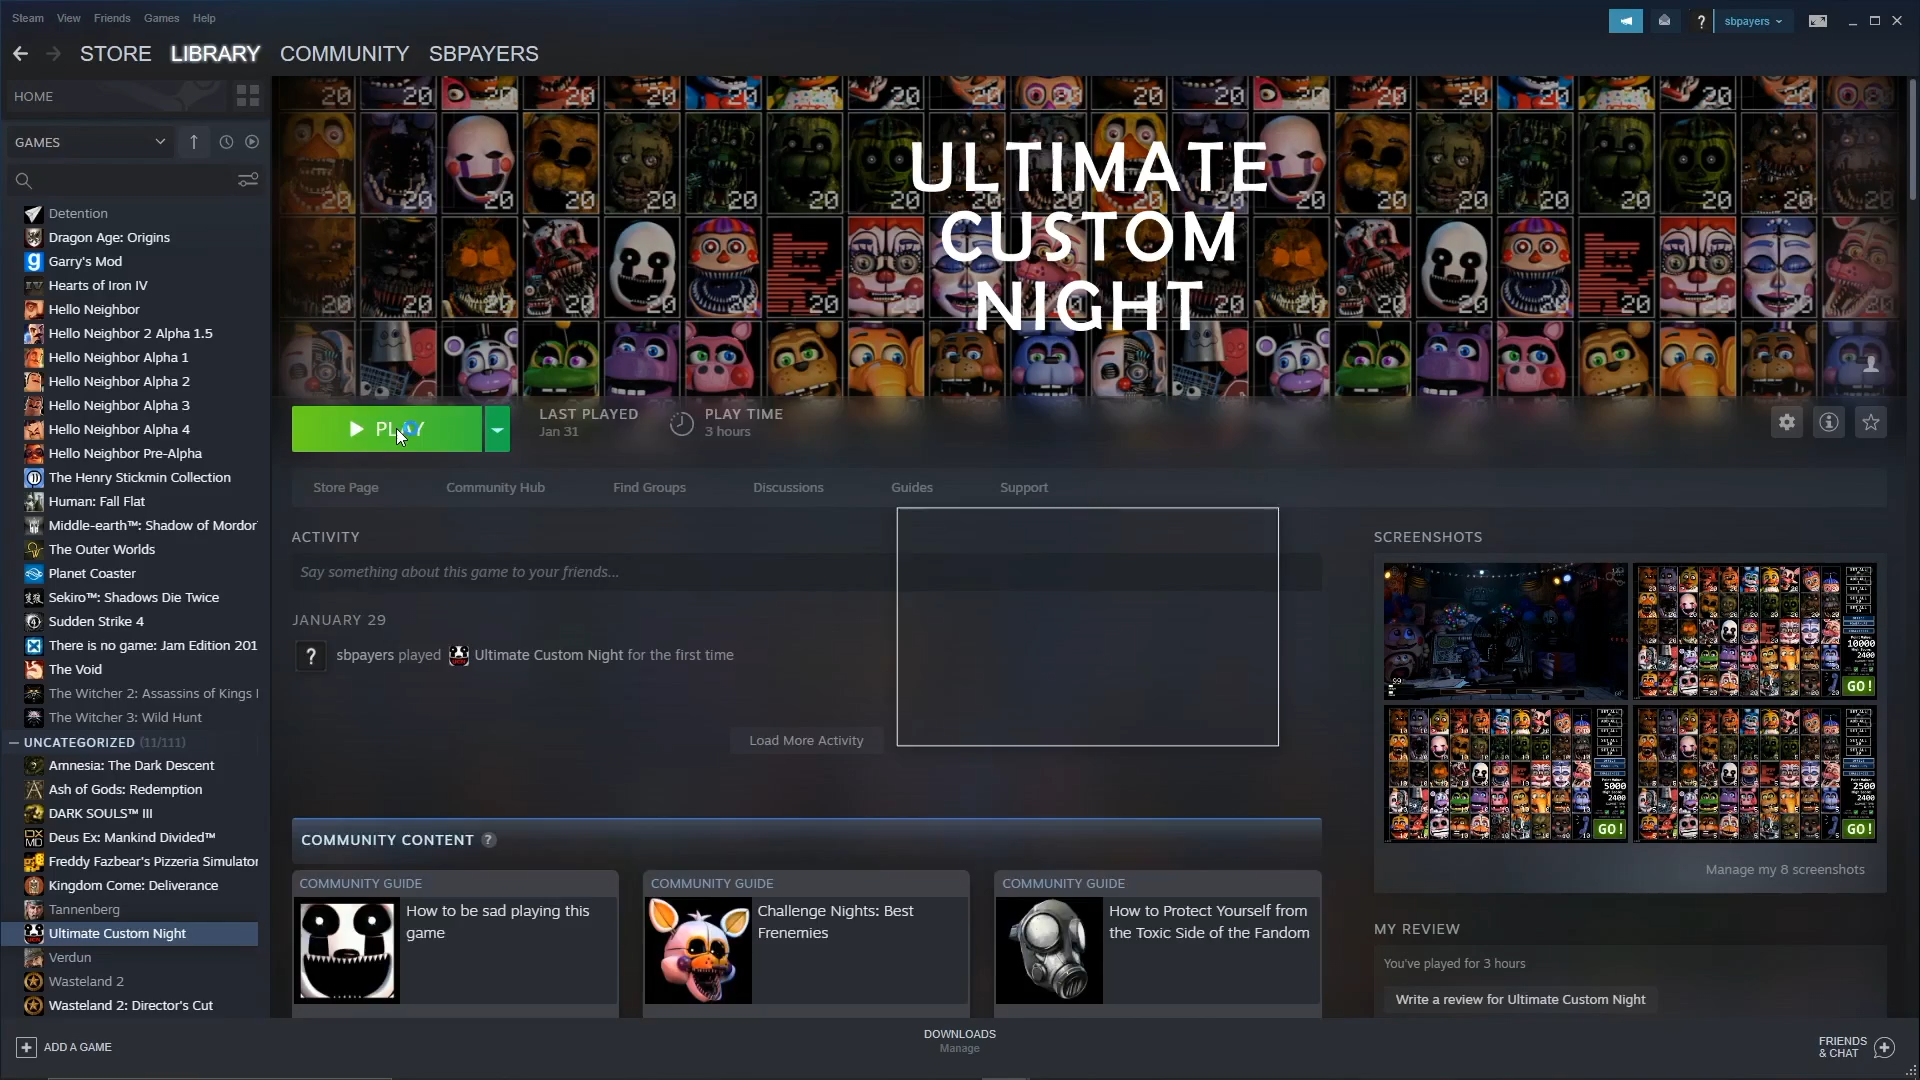 Steam View Friends Games Help
sbpayers
STORE LIBRARY COMMUNITY SBPAYERS
HOME
GAMES
Detention
Dragon Age: Origins
Garry's Mod
Hearts of Iron IV
Hello Neighbor
Hello Neighbor 2 Alpha 1.5
Hello Neighbor Alpha 1
Hello Neighbor Alpha 2
Hello Neighbor Alpha 3
Hello Neighbor Alpha 4
Hello Neighbor Pre-Alpha
The Henry Stickmin Collection
Human: Fall Flat
Middle-earth™: Shadow of Mordor
The Outer Worlds
Planet Coaster
Sekiro™: Shadows Die Twice
Sudden Strike 4
There is no game: Jam Edition 201
The Void
The Witcher 2: Assassins of Kings
The Witcher 3: Wild Hunt
UNCATEGORIZED (11/111)
Amnesia: The Dark Descent
Ash of Gods: Redemption
DARK SOULS™ III
Deus Ex: Mankind Divided™
Freddy Fazbear's Pizzeria Simulator
Kingdom Come: Deliverance
Tannenberg
Ultimate Custom Night
Verdun
Wasteland 2
Wasteland 2: Director's Cut
ADD A GAME
ULTIMATE
CUSTOM
NIGHT
PLAY
LAST PLAYED
Jan 31
PLAY TIME
3 hours
Store Page Community Hub Find Groups Discussions Guides Support
ACTIVITY
Say something about this game to your friends...
JANUARY 29
sbpayers played Ultimate Custom Night for the first time
Load More Activity
COMMUNITY CONTENT ?
COMMUNITY GUIDE
How to be sad playing this
game
COMMUNITY GUIDE
Challenge Nights: Best
Frenemies
COMMUNITY GUIDE
How to Protect Yourself from
the Toxic Side of the Fandom
SCREENSHOTS
10000
2400
GO!
5000
2400
GO!
2500
2400
GO!
Manage my 8 screenshots
MY REVIEW
You've played for 3 hours
Write a review for Ultimate Custom Night
DOWNLOADS
Manage
FRIENDS
& CHAT